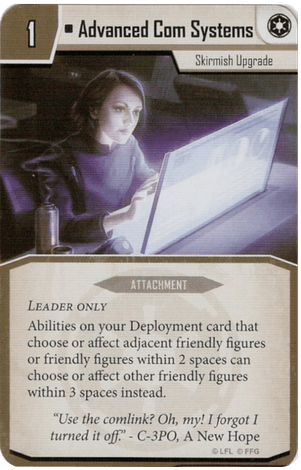 1
▪ Advanced Com Systems
Skirmish Upgrade
ATTACHMENT
LEADER ONLY
Abilities on your Deployment card that
choose or affect adjacent friendly figures
or friendly figures within 2 spaces can
choose or affect other friendly figures
within 3 spaces instead.
“Use the comlink? Oh, my! I forgot I
turned it off.” - C-3PO, A New Hope
© LFL © FFG